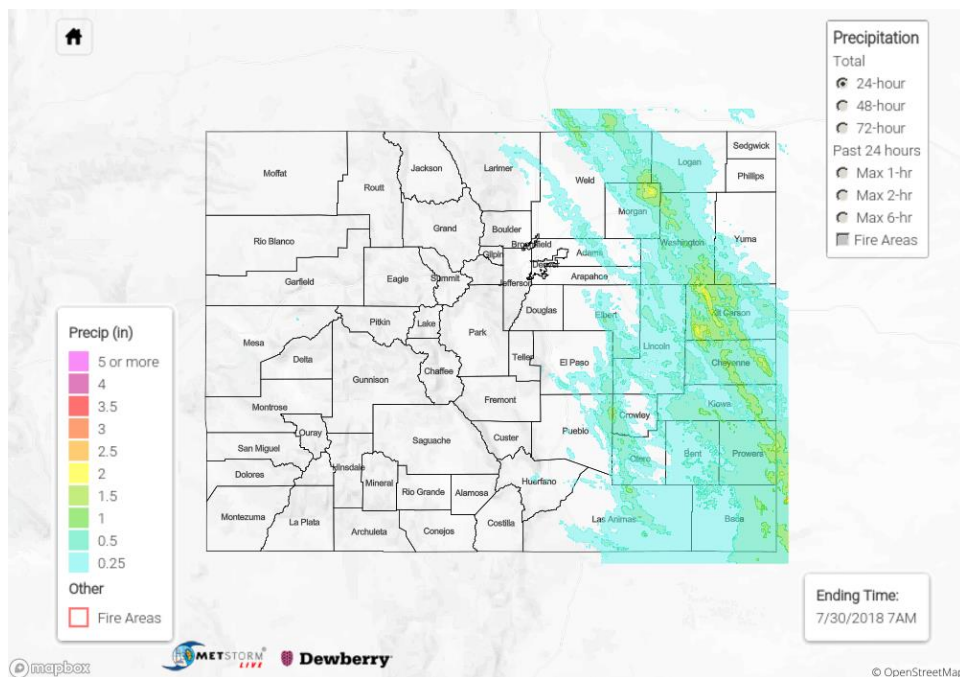 Precipitation
Total
24-hour
48-hour
72-hour
Past 24 hours
Max 1-hr
Max 2-hr
Max 6-hr
Fire Areas
Moffat
Routt
Jackson
Larimer
Weld
Logan
Sedgwick
Phillips
Morgan
Rio Blanco
Grand
Boulder
Broomfield
Gilpin
Washington
Yuma
Garfield
Eagle
Summit
Jefferson
Denver
Adams
Arapahoe
Mesa
Pitkin
Lake
Park
Douglas
Elbert
Kit Carson
Delta
Gunnison
Chaffee
Teller
El Paso
Lincoln
Cheyenne
Montrose
Ouray
Fremont
Crowley
Kiowa
San Miguel
Saguache
Custer
Pueblo
Otero
Bent
Prowers
Dolores
Hinsdale
Mineral
Rio Grande
Alamosa
Huerfano
Montezuma
La Plata
Archuleta
Conejos
Costilla
Las Animas
Baca
Precip (in)
5 or more
4
3.5
3
2.5
2
1.5
1
0.5
0.25
Other
Fire Areas
Ending Time:
7/30/2018 7AM
METSTORM
LIVE
Dewberry
mapbox
© OpenStreetMap